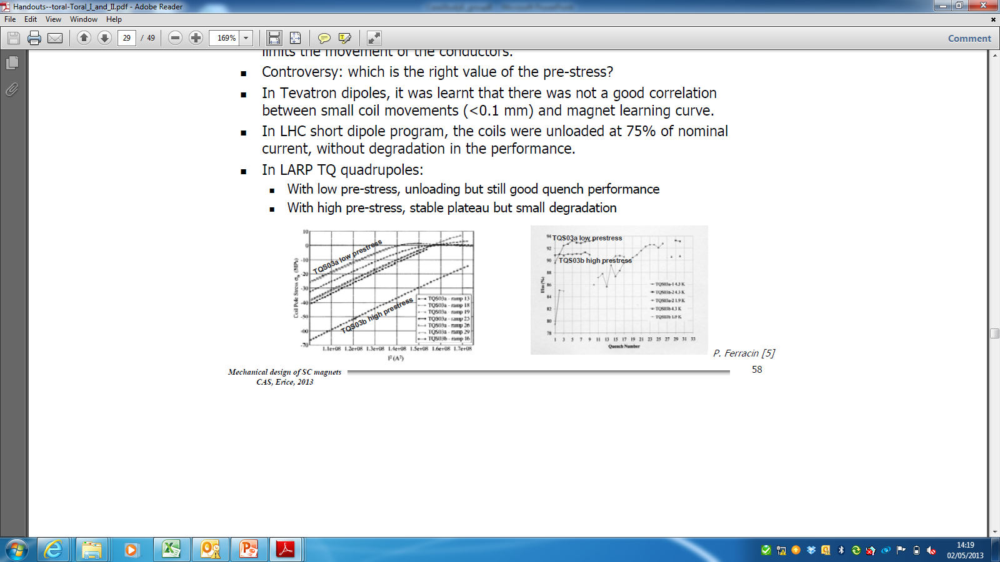 Handouts--toral-Toral_I_and_II.pdf - Adobe Reader
File Edit View Window Help
29 / 49 169% Comment
limits the movement of the conductors.
Controversy: which is the right value of the pre-stress?
In Tevatron dipoles, it was learnt that there was not a good correlation
between small coil movements (<0.1 mm) and magnet learning curve.
In LHC short dipole program, the coils were unloaded at 75% of nominal
current, without degradation in the performance.
In LARP TQ quadrupoles:
With low pre-stress, unloading but still good quench performance
With high pre-stress, stable plateau but small degradation
10
0
-10
-20
-30
-40
-50
-60
-70
Coil Pole Stress (MPa)
TQS03a low prestress
TQS03b high prestress
TQS03a - ramp 13
TQS03a - ramp 18
TQS03a - ramp 19
TQS03a - ramp 23
TQS03a - ramp 26
TQS03a - ramp 29
TQS03b - ramp 16
1.1e+08 1.2e+08 1.3e+08 1.4e+08 1.5e+08 1.6e+08 1.7e+08
I² (A²)
94
92
90
88
86
84
82
80
78
TQS03a low prestress
TQS03b high prestress
TQS03a-1 4.3 K
TQS03a-2 4.3 K
TQS03a-2 1.9 K
TQS03b 4.3 K
TQS03b 1.9 K
1 3 5 7 9 11 13 15 17 19 21 23 25 27 29 31 33
Quench Number
P. Ferracin [5]
Mechanical design of SC magnets
CAS, Erice, 2013
58
14:19
02/05/2013